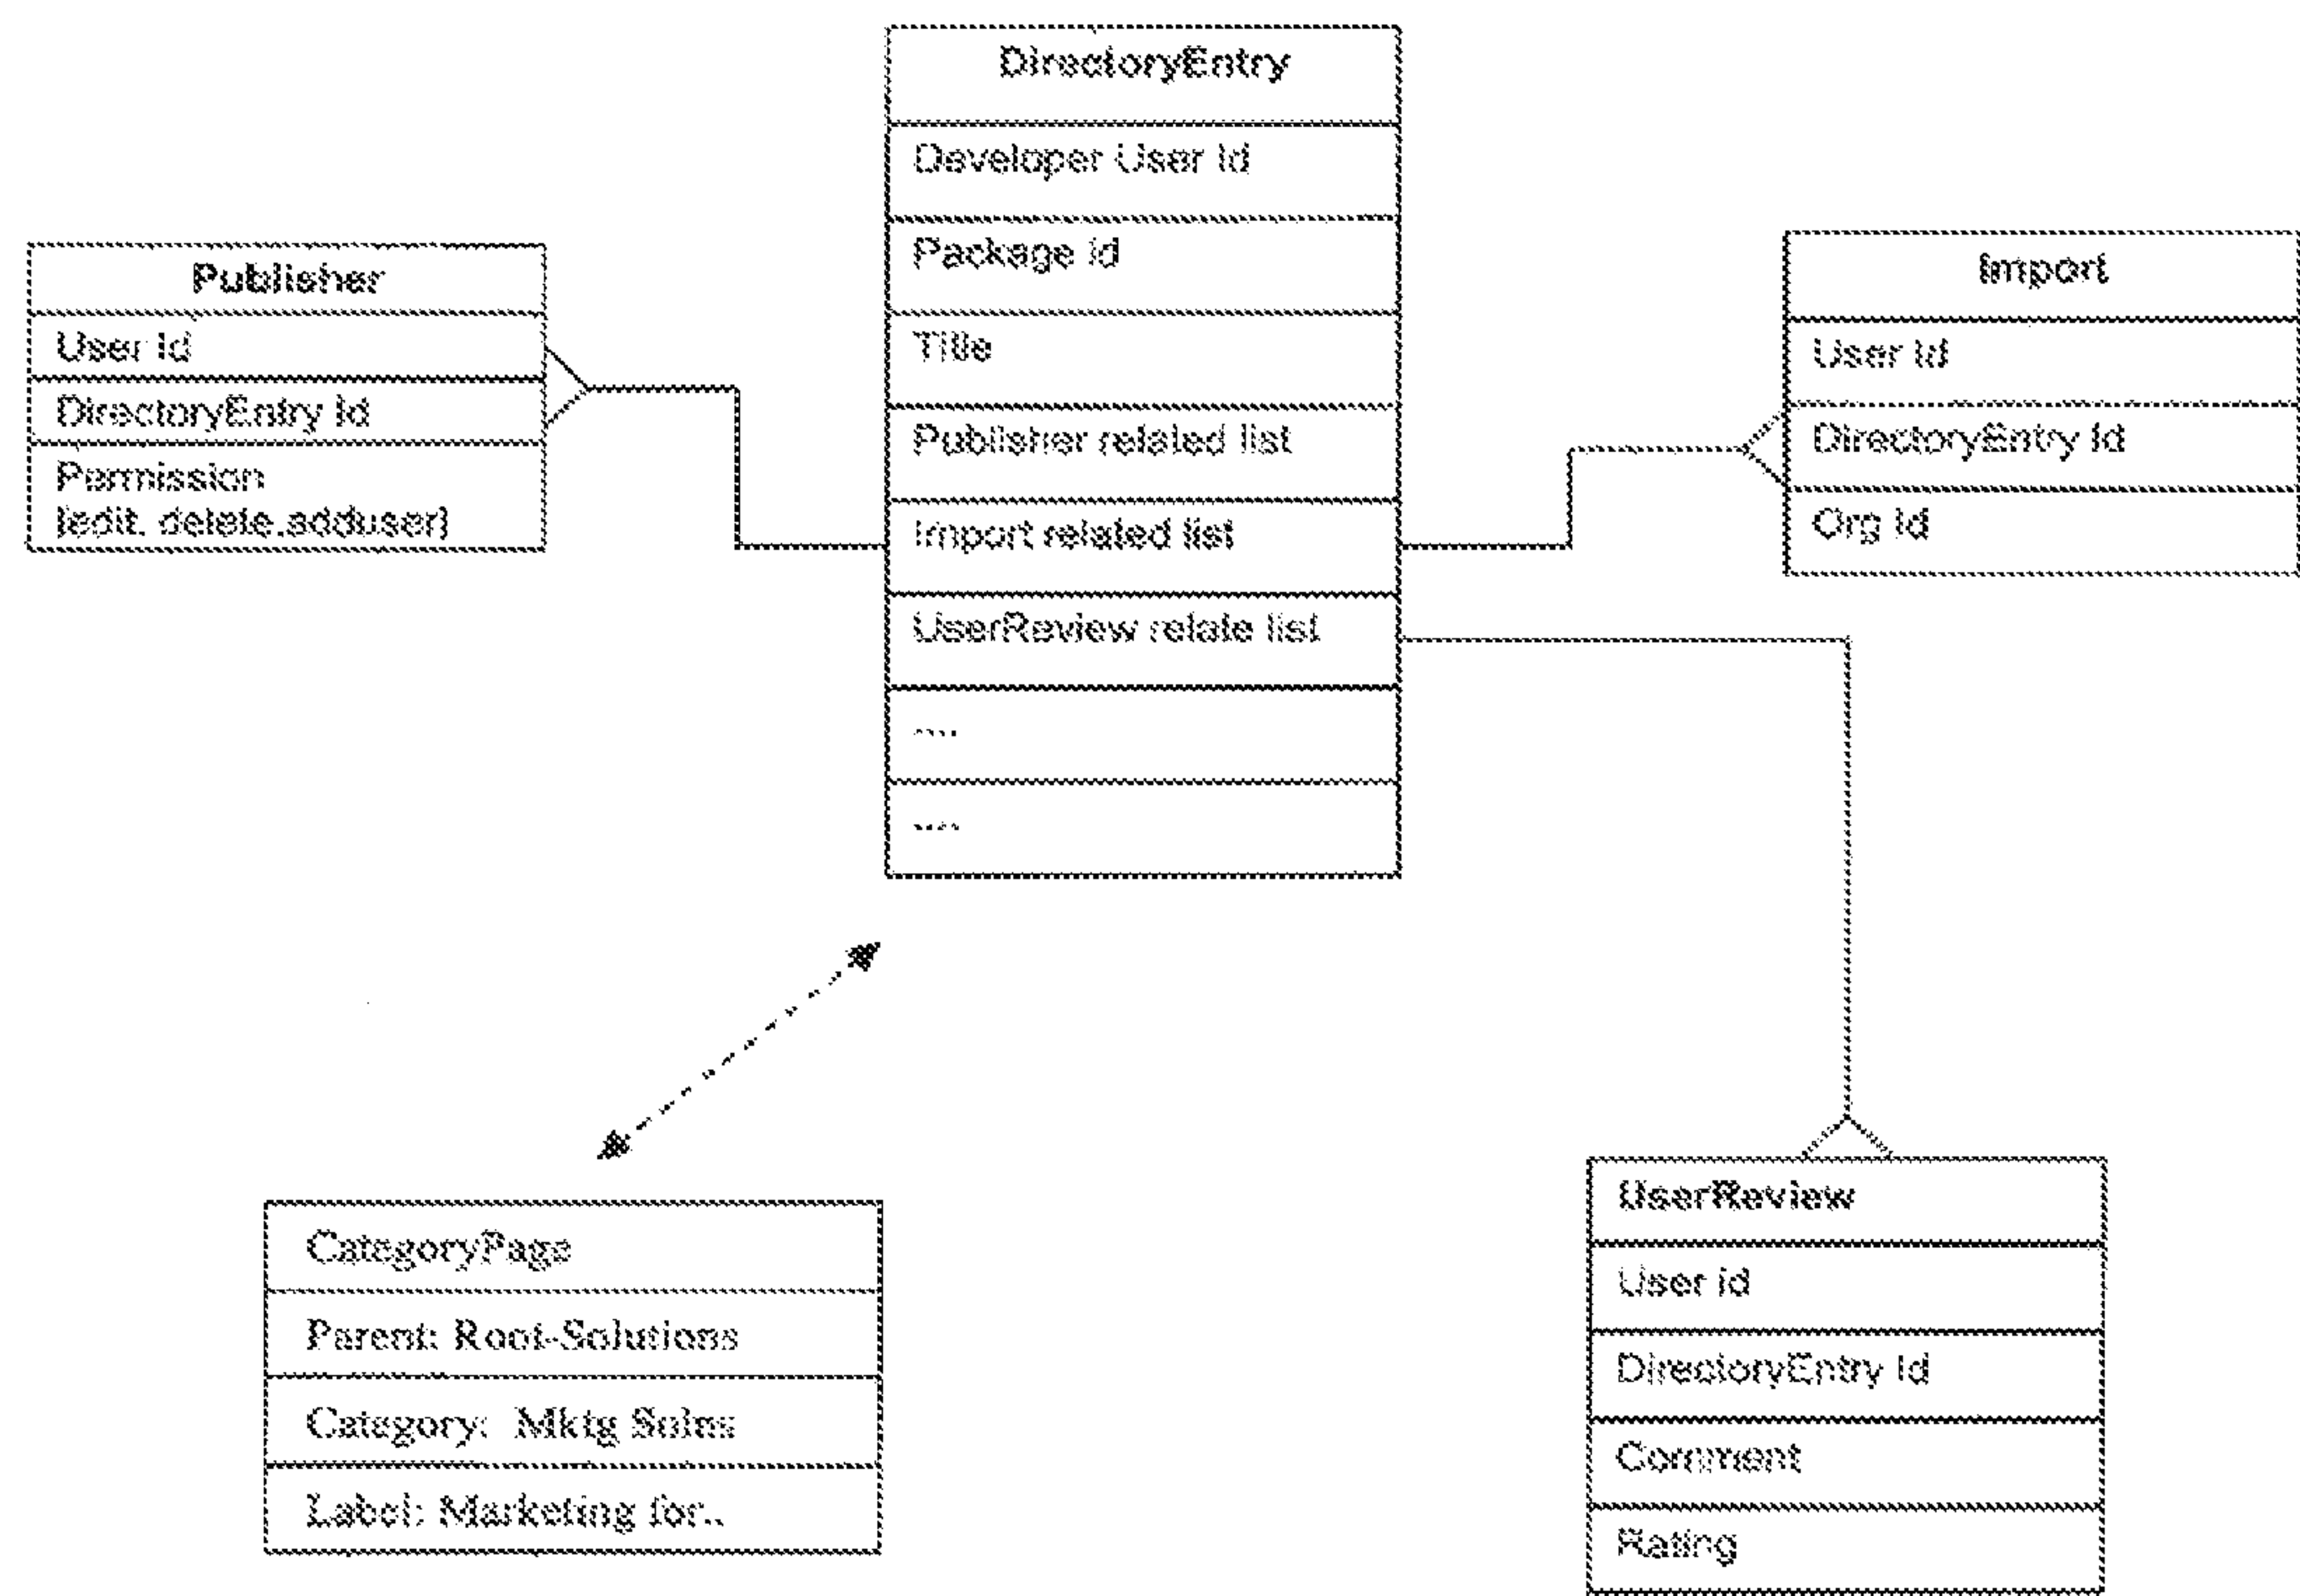 DirectoryEntry
Developer User Id
Package id
Title
Publisher related list
Import related list
UserReview relate list
....
....
Publisher
User Id
DirectoryEntry Id
Permission
{edit, delete,adduser}
Import
User Id
DirectoryEntry Id
Org Id
CategoryPage
Parent: Root-Solutions
Category: Mktg Solns
Label: Marketing for..
UserReview
User id
DirectoryEntry Id
Comment
Rating